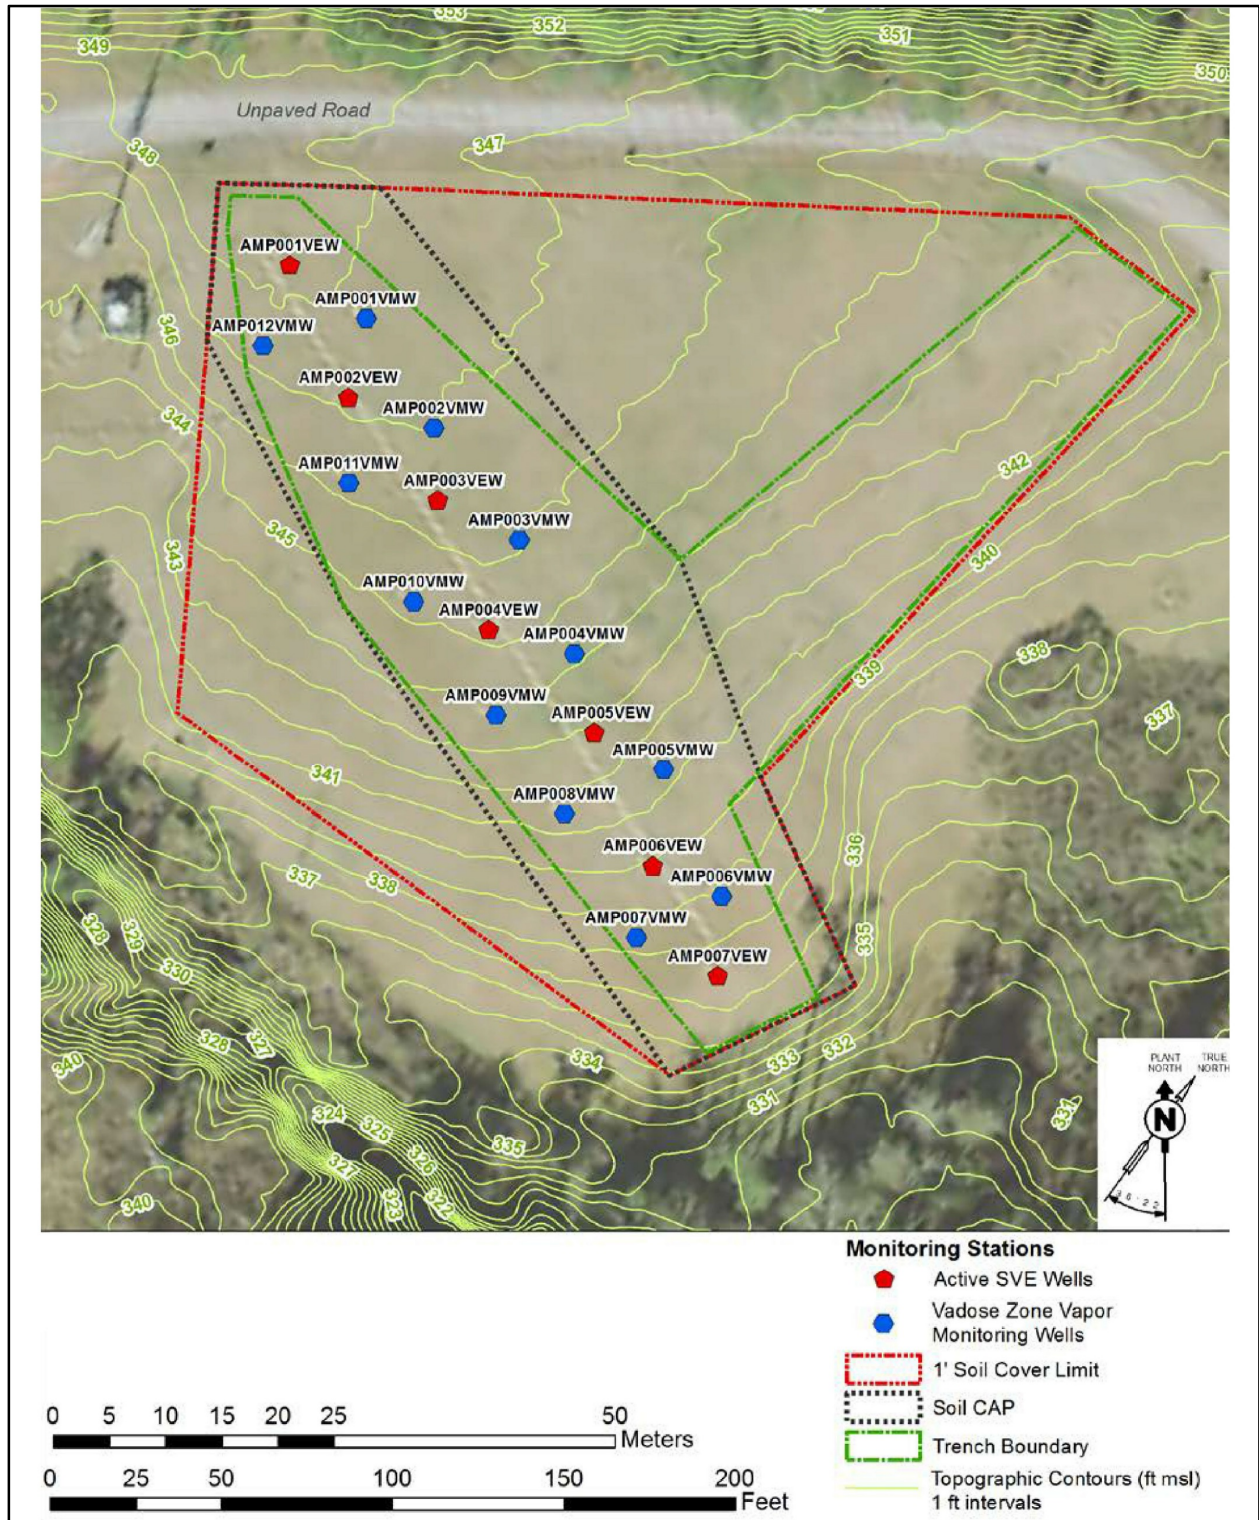 353
352
351
349
350
Unpaved Road
348
347
AMP001VEW
AMP001VMW
AMP012VMW
346
AMP002VEW
AMP002VMW
344
AMP011VMW
AMP003VEW
342
AMP003VMW
345
343
340
AMP010VMW
AMP004VEW
AMP004VMW
338
339
AMP009VMW
AMP005VEW
337
AMP005VMW
341
AMP008VMW
AMP006VEW
336
337
338
AMP006VMW
AMP007VMW
328
329
335
AMP007VEW
330
328
327
340
334
333
332
331
331
324
325
335
326
327
340
323
322
PLANT
NORTH
TRUE
NORTH
N
Monitoring Stations
Active SVE Wells
Vadose Zone Vapor
Monitoring Wells
1' Soil Cover Limit
Soil CAP
Trench Boundary
Topographic Contours (ft msl)
1 ft intervals
0 5 10 15 20 25 50
Meters
0 25 50 100 150 200
Feet